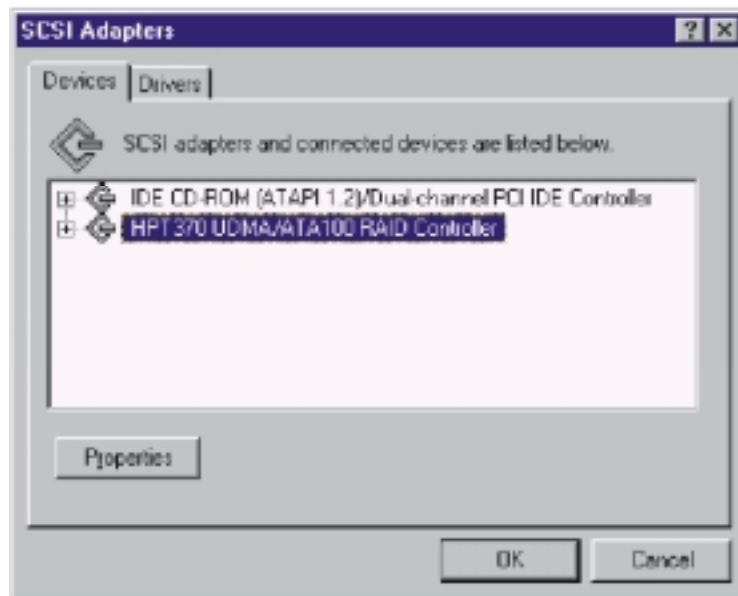 SCSI Adapters
Devices
Drivers
SCSI adapters and connected devices are listed below.
IDE CD-ROM (ATAPI 1.2)/Dual-channel PCI IDE Controller
HPT370 UDMA/ATA100 RAID Controller
Properties
OK
Cancel